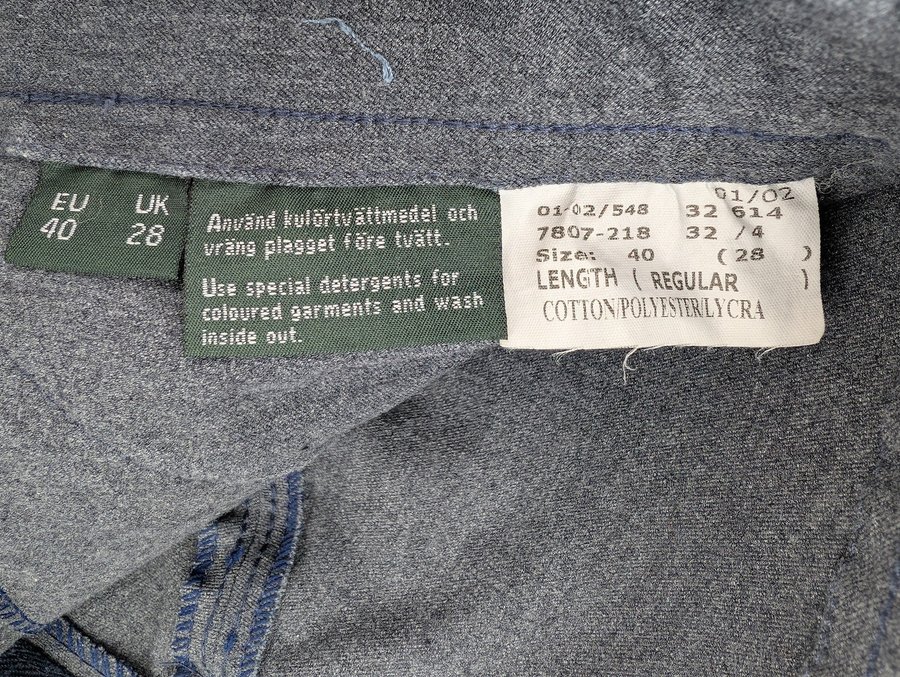 EU UK
40 28
Använd kulörtvättmedel och
vräng plagget före tvätt.
Use special detergents for
coloured garments and wash
inside out.
01/02
01-02/548 32 614
7807-218 32 /4
Size: 40 (28 )
LENGTH ( REGULAR )
COTTON/POLYESTER/LYCRA